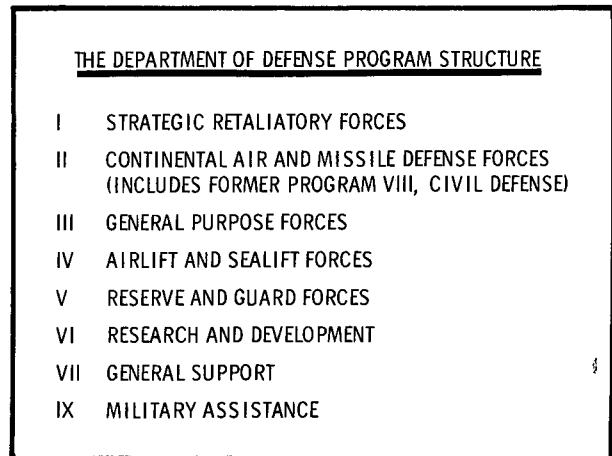 THE DEPARTMENT OF DEFENSE PROGRAM STRUCTURE
I STRATEGIC RETALIATORY FORCES
II CONTINENTAL AIR AND MISSILE DEFENSE FORCES
(INCLUDES FORMER PROGRAM VIII, CIVIL DEFENSE)
III GENERAL PURPOSE FORCES
IV AIRLIFT AND SEALIFT FORCES
V RESERVE AND GUARD FORCES
VI RESEARCH AND DEVELOPMENT
VII GENERAL SUPPORT
IX MILITARY ASSISTANCE